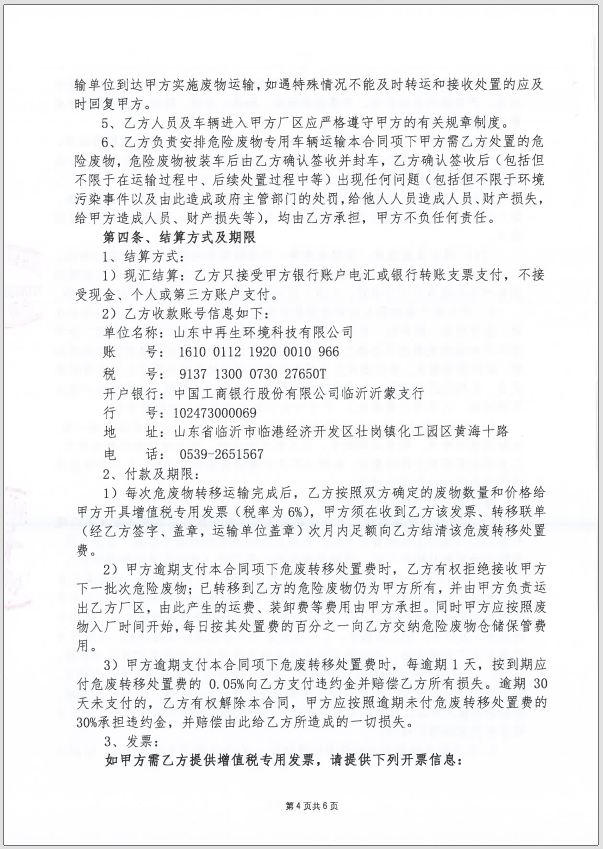 输单位到达甲方实施废物运输,如遇特殊情况不能及时转运和接收处置的应及
时回复甲方。
5、乙方人员及车辆进入甲方厂区应严格遵守甲方的有关规章制度。
6、乙方负责安排危险废物专用车辆运输本合同项下甲方需乙方处置的危
险废物，危险废物被装车后由乙方确认签收并封车，乙方确认签收后（包括但
不限于在运输过程中、后续处置过程中等）出现任何问题（包括但不限于环境
污染事件以及由此造成政府主管部门的处罚,给他人人员造成人员、财产损失,
给甲方造成人员、财产损失等），均由乙方承担，甲方不负任何责任。
第四条、结算方式及期限
1、结算方式：
1）现汇结算：乙方只接受甲方银行账户电汇或银行转账支票支付，不接
受现金、个人或第三方账户支付。
2）乙方收款账号信息如下：
单位名称：山东中再生环境科技有限公司
账 号： 1610 0112 1920 0010 966
税 号： 9137 1300 0730 27650T
开户银行：中国工商银行股份有限公司临沂沂蒙支行
行 号：102473000069
地 址：山东省临沂市临港经济开发区壮岗镇化工园区黄海十路
电 话： 0539-2651567
2、付款及期限：
1）每次危废物转移运输完成后，乙方按照双方确定的废物数量和价格给
甲方开具增值税专用发票（税率为6%），甲方须在收到乙方该发票、转移联单
（经乙方签字、盖章，运输单位盖章）次月内足额向乙方结清该危废转移处置
费。
2）甲方逾期支付本合同项下危废转移处置费时，乙方有权拒绝接收甲方
下一批次危险废物；已转移到乙方的危险废物仍为甲方所有，并由甲方负责运
出乙方厂区，由此产生的运费、装卸费等费用由甲方承担。同时甲方应按照废
物入厂时间开始,每日按其处置费的百分之一向乙方交纳危险废物仓储保管费
用。
3）甲方逾期支付本合同项下危废转移处置费时，每逾期 1 天，按到期应
付危废转移处置费的 0.05%向乙方支付违约金并赔偿乙方所有损失。逾期 30
天未支付的，乙方有权解除本合同，甲方应按照逾期未付危废转移处置费的
30%承担违约金，并赔偿由此给乙方所造成的一切损失。
3、发票：
如甲方需乙方提供增值税专用发票，请提供下列开票信息：
第 4 页共 6 页